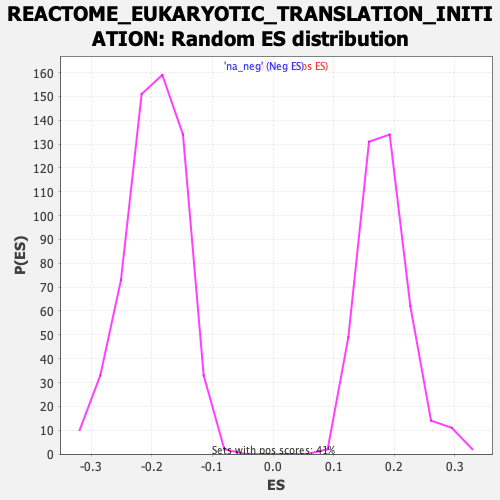 REACTOME_EUKARYOTIC_TRANSLATION_INITI
ATION: Random ES distribution
'na_neg' (Neg ES)
os ES)
160
150
140
130
120
110
100
90
80
70
60
50
40
30
20
10
0
P(ES)
Sets with pos scores: 41%
-0.3 -0.2 -0.1 0.0 0.1 0.2 0.3
ES